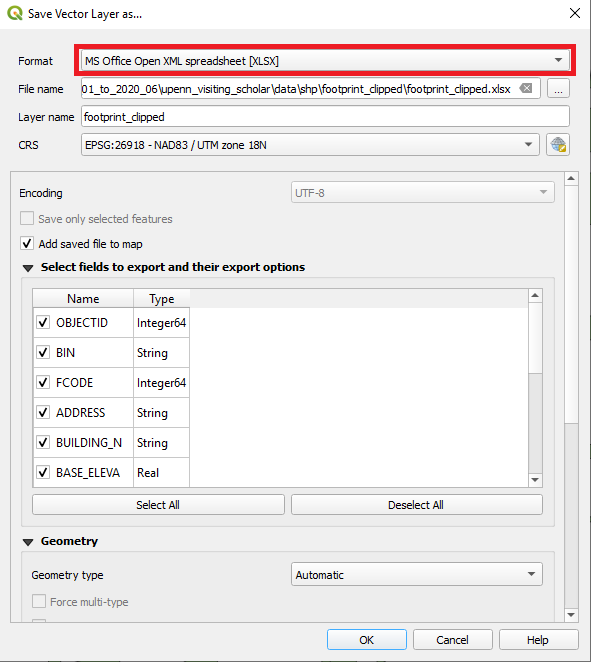 Save Vector Layer as...
Format MS Office Open XML spreadsheet [XLSX]
File name 01_to_2020_06\upenn_visiting_scholar\data\shp\footprint_clipped\footprint_clipped.xlsx ...
Layer name footprint_clipped
CRS EPSG:26918 - NAD83 / UTM zone 18N
Encoding UTF-8
Save only selected features
Add saved file to map
Select fields to export and their export options
Name Type
OBJECTID Integer64
BIN String
FCODE Integer64
ADDRESS String
BUILDING_N String
BASE_ELEVA Real
Select All Deselect All
Geometry
Geometry type Automatic
Force multi-type
OK Cancel Help